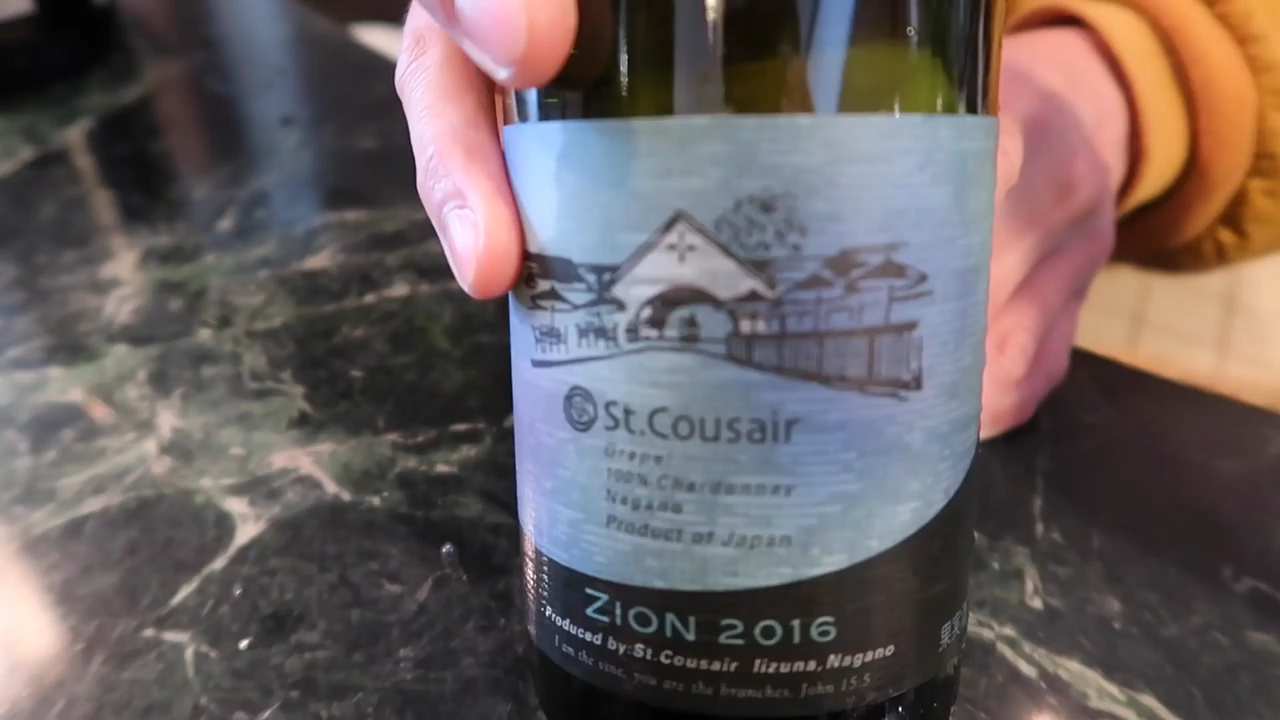 St.Cousair
Grape
100% Chardonnay
Nagano
Product of Japan
ZION 2016
Produced by:St.Cousair Iizuna,Nagano
I am the vine, you are the branches. John 15:5
果実